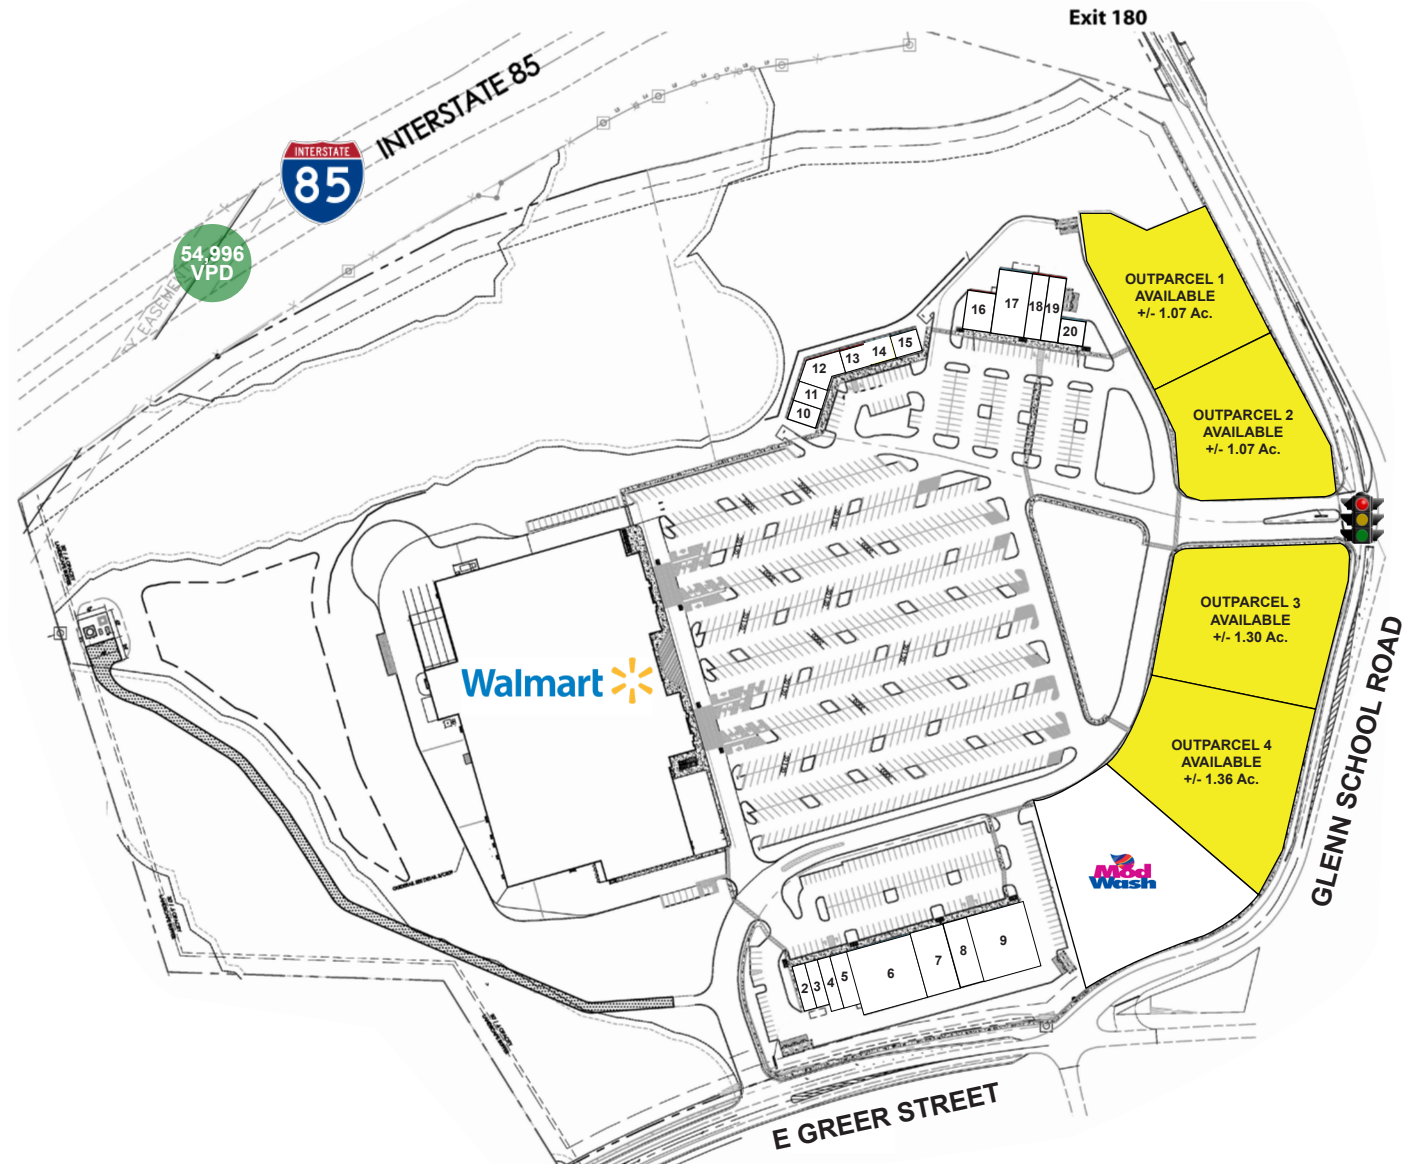 Exit 180
INTERSTATE 85
INTERSTATE
85
54,996
VPD
OUTPARCEL 1
AVAILABLE
+/- 1.07 Ac.
16
17
18
19
20
15
14
13
12
11
10
OUTPARCEL 2
AVAILABLE
+/- 1.07 Ac.
OUTPARCEL 3
AVAILABLE
+/- 1.30 Ac.
Walmart
OUTPARCEL 4
AVAILABLE
+/- 1.36 Ac.
GLENN SCHOOL ROAD
Mod
Wash
2
3
4
5
6
7
8
9
E GREER STREET